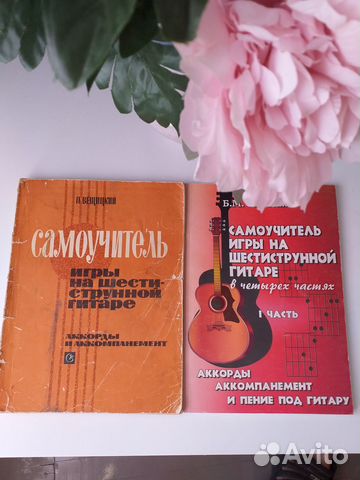 П. ВЕЩИЦКИЙ
САМОУЧИТЕЛЬ
ИГРЫ
НА ШЕСТИ-
СТРУННОЙ
ГИТАРЕ
АККОРДЫ
И АККОМПАНЕМЕНТ
Б.М.
САМОУЧИТЕЛЬ
ИГРЫ НА
ШЕСТИСТРУННОЙ
ГИТАРЕ
в четырех частях
I ЧАСТЬ
АККОРДЫ
АККОМПАНЕМЕНТ
И ПЕНИЕ ПОД ГИТАРУ
Avito